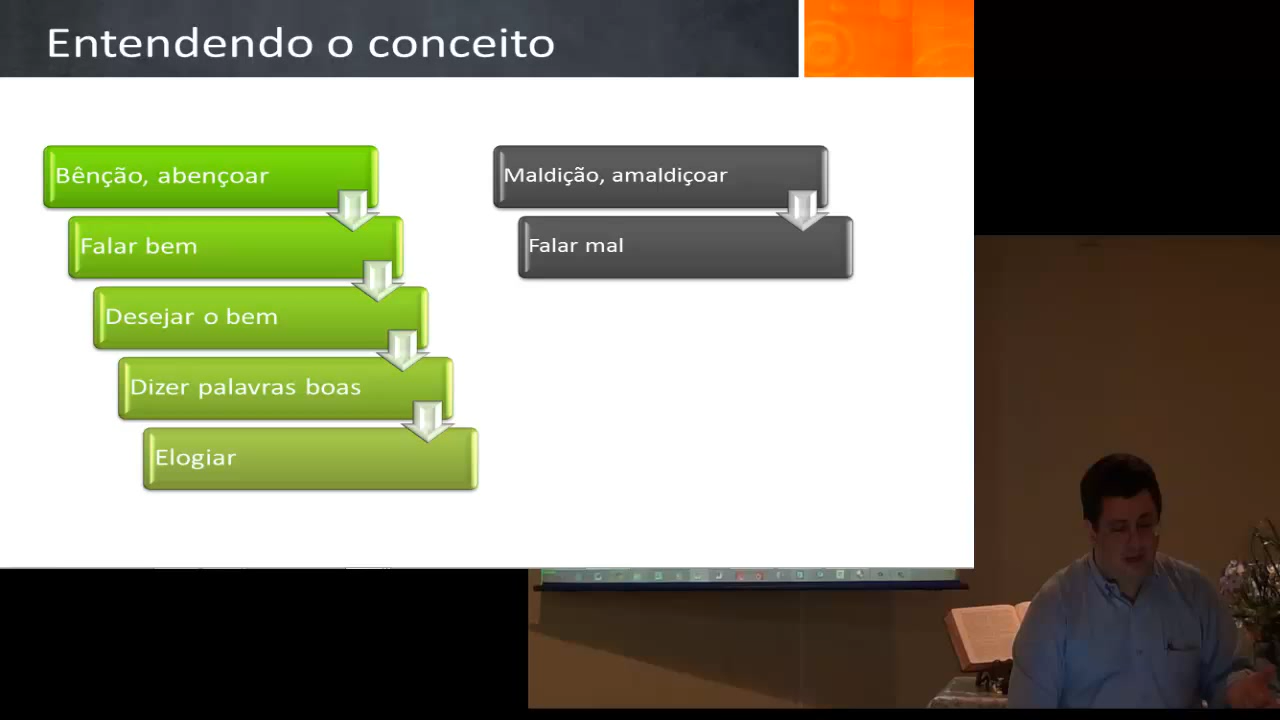 Entendendo o conceito
Bênção, abençoar
Falar bem
Desejar o bem
Dizer palavras boas
Elogiar
Maldição, amaldiçoar
Falar mal